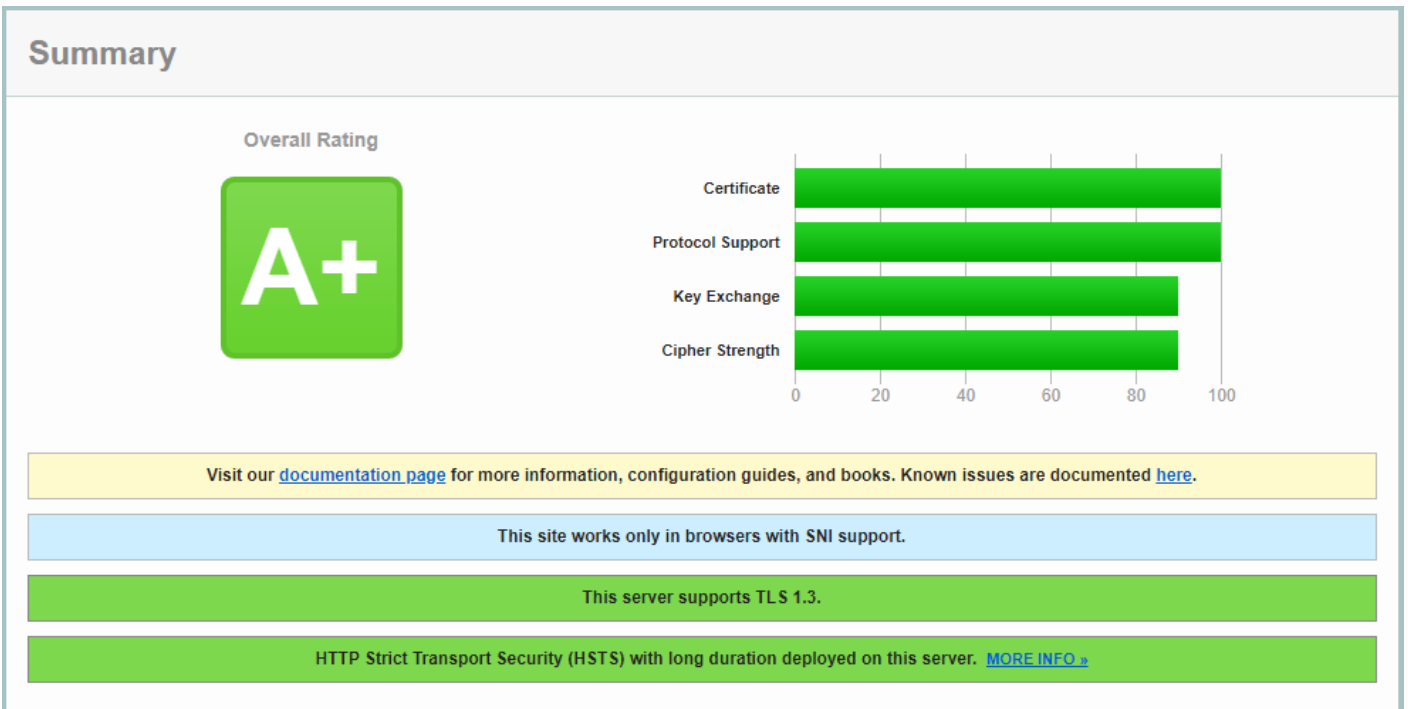 Summary
Overall Rating
A+
Certificate
Protocol Support
Key Exchange
Cipher Strength
0 20 40 60 80 100
Visit our documentation page for more information, configuration guides, and books. Known issues are documented here.
This site works only in browsers with SNI support.
This server supports TLS 1.3.
HTTP Strict Transport Security (HSTS) with long duration deployed on this server. MORE INFO »